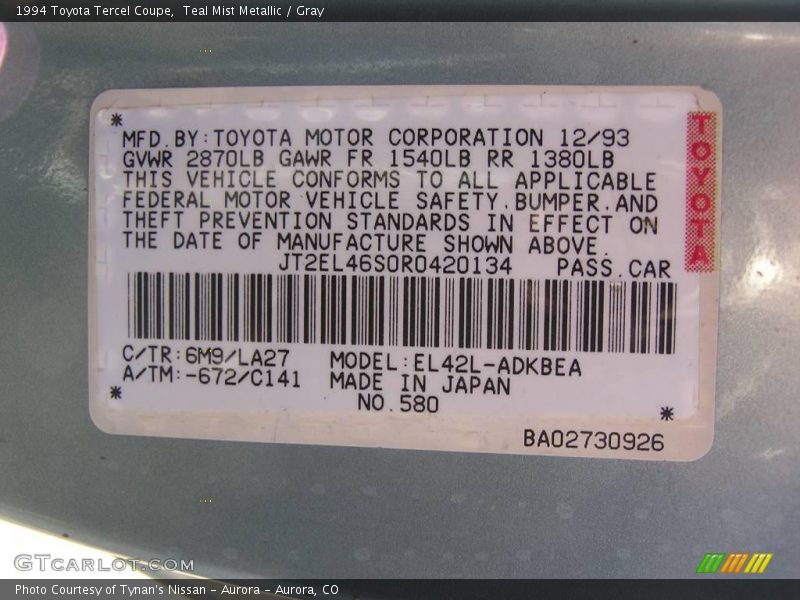 1994 Toyota Tercel Coupe,  Teal Mist Metallic / Gray
* MFD.BY:TOYOTA MOTOR CORPORATION 12/93
GVWR 2870LB GAWR FR 1540LB RR 1380LB
THIS VEHICLE CONFORMS TO ALL APPLICABLE
FEDERAL MOTOR VEHICLE SAFETY.BUMPER.AND
THEFT PREVENTION STANDARDS IN EFFECT ON
THE DATE OF MANUFACTURE SHOWN ABOVE.
JT2EL46S0R0420134 PASS.CAR
TOYOTA
C/TR:6M9/LA27 MODEL:EL42L-ADKBEA
A/TM:-672/C141 MADE IN JAPAN
* NO.580 *
BA02730926
GTCARLOT.COM
Photo Courtesy of Tynan's Nissan - Aurora - Aurora, CO